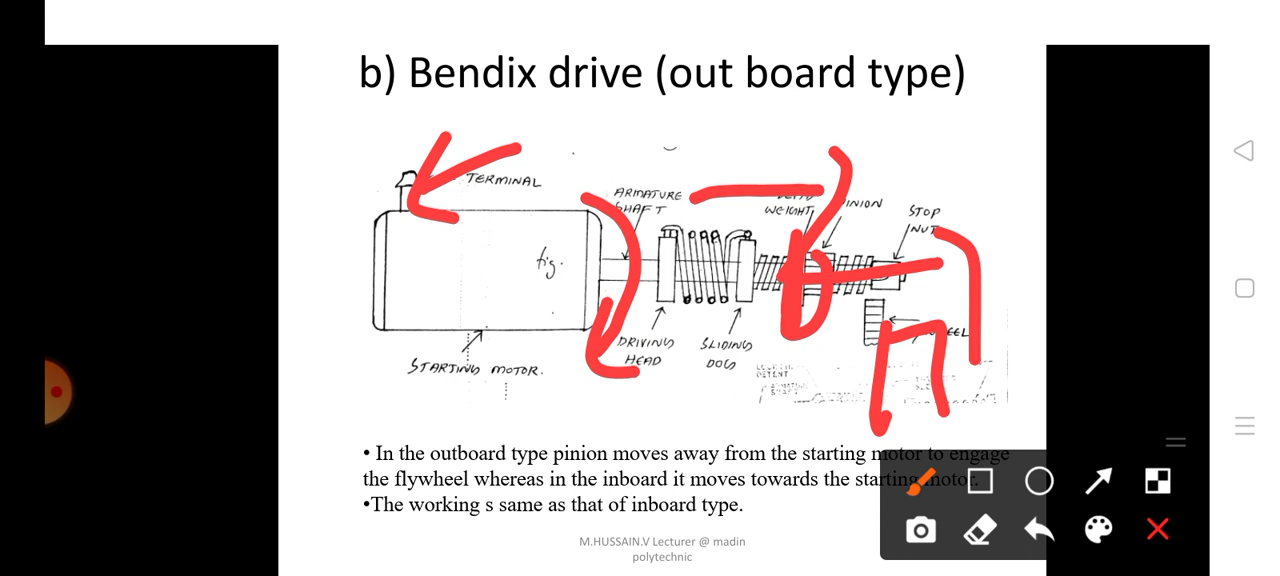 b) Bendix drive (out board type)
TERMINAL
ARMATURE
SHAFT
WEIGHT
PINION
STOP
NUT
fig.
DRIVING
HEAD
SLIDING
DOG
STARTING MOTOR.
• In the outboard type pinion moves away from the starting motor to engage
the flywheel whereas in the inboard it moves towards the starting motor.
•The working s same as that of inboard type.
M.HUSSAIN.V Lecturer @ madin
polytechnic